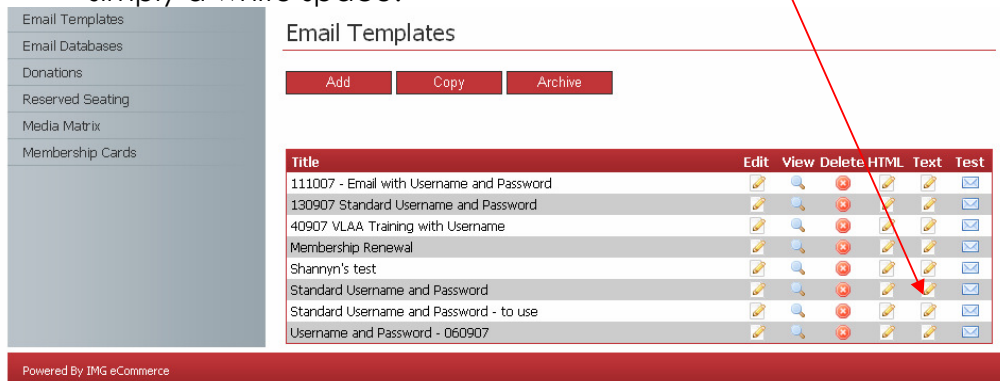 simply a white space.
Email Templates
Email Databases
Donations
Reserved Seating
Media Matrix
Membership Cards
Email Templates
Add Copy Archive
Title Edit View Delete HTML Text Test
111007 - Email with Username and Password
130907 Standard Username and Password
40907 VLAA Training with Username
Membership Renewal
Shannyn's test
Standard Username and Password
Standard Username and Password - to use
Username and Password - 060907
Powered By IMG eCommerce